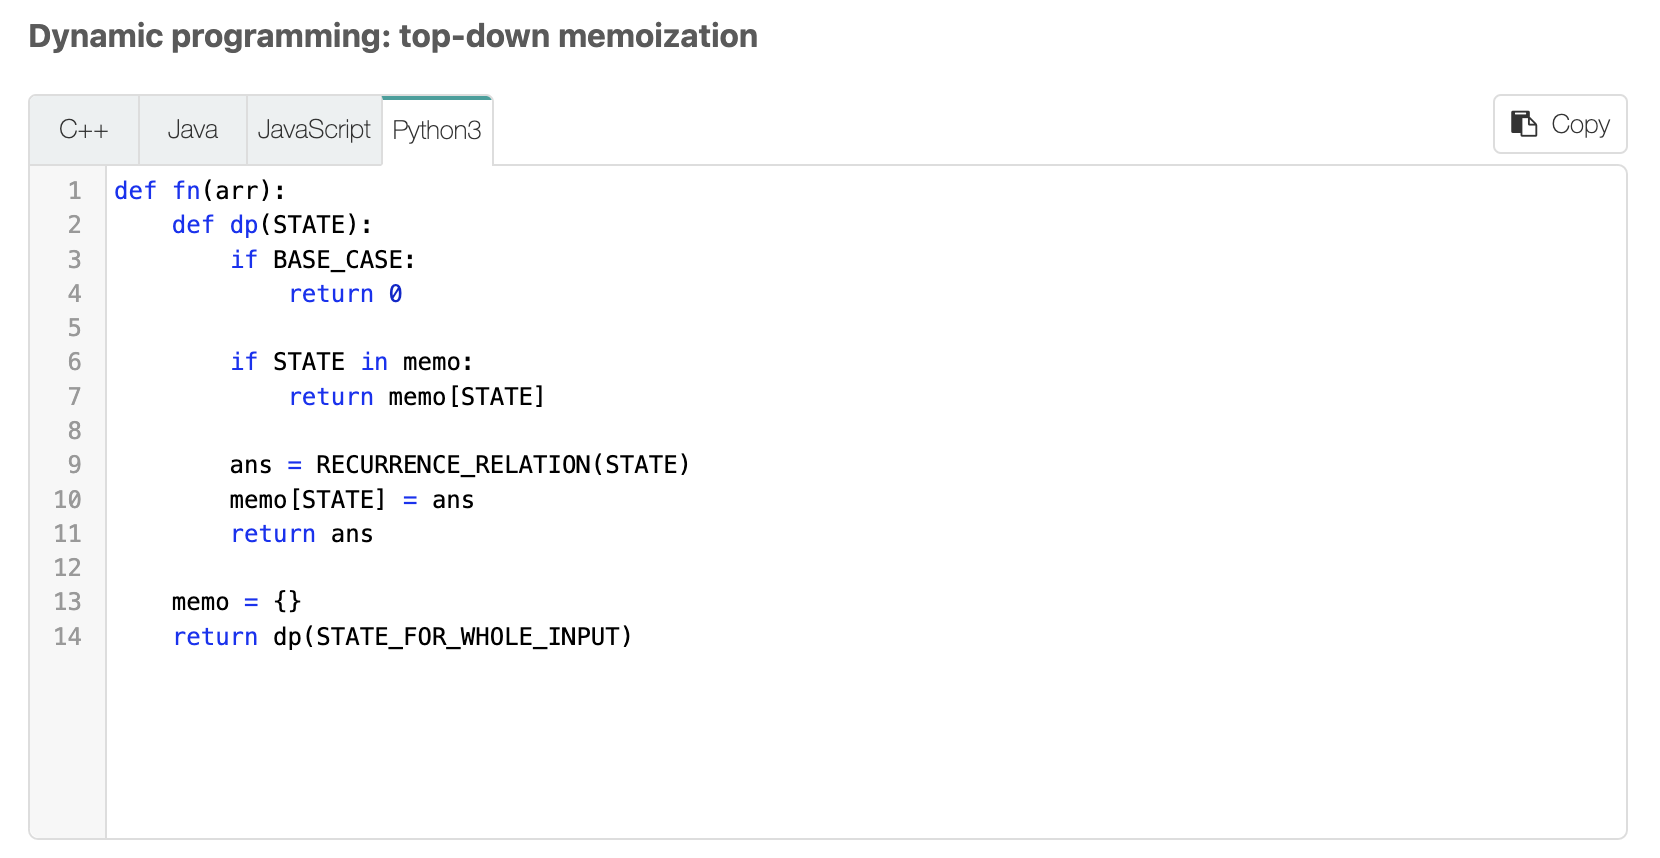 Dynamic programming: top-down memoization
C++ Java JavaScript Python3 Copy
1 def fn(arr):
2     def dp(STATE):
3         if BASE_CASE:
4             return 0
5
6         if STATE in memo:
7             return memo[STATE]
8
9         ans = RECURRENCE_RELATION(STATE)
10         memo[STATE] = ans
11         return ans
12
13     memo = {}
14     return dp(STATE_FOR_WHOLE_INPUT)